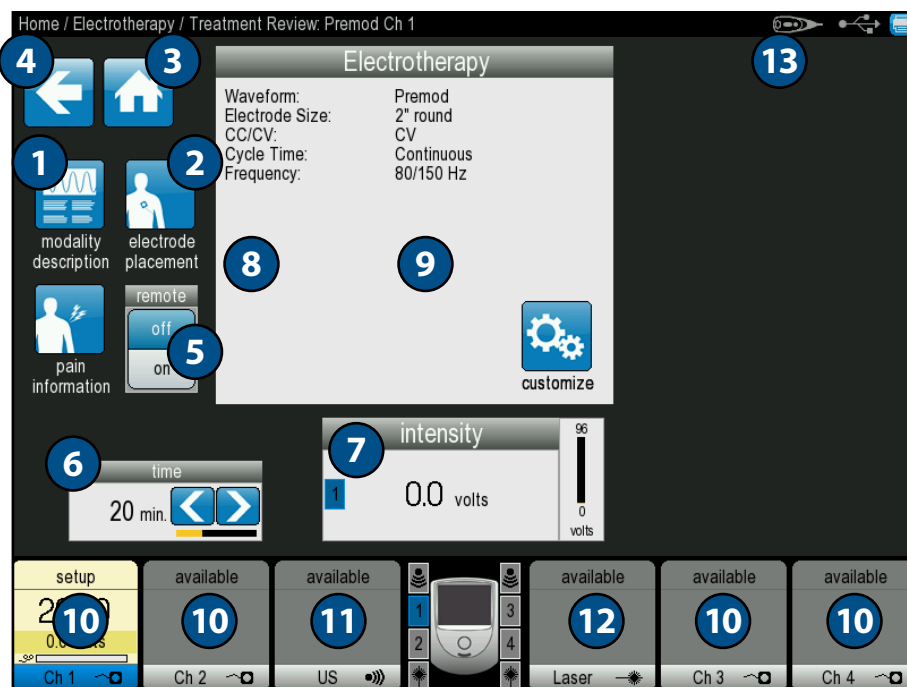 Home / Electrotherapy / Treatment Review: Premod Ch 1
4
3
13
Electrotherapy
Waveform: Premod
Electrode Size: 2" round
CC/CV: CV
Cycle Time: Continuous
Frequency: 80/150 Hz
1
2
modality description
electrode placement
8
9
remote
off
on
5
pain information
customize
6
time
20 min.
7
intensity
1
0.0 volts
96
0
volts
setup
10
Ch 1
available
10
Ch 2
available
11
US
1
2
3
4
available
12
Laser
available
10
Ch 3
available
10
Ch 4